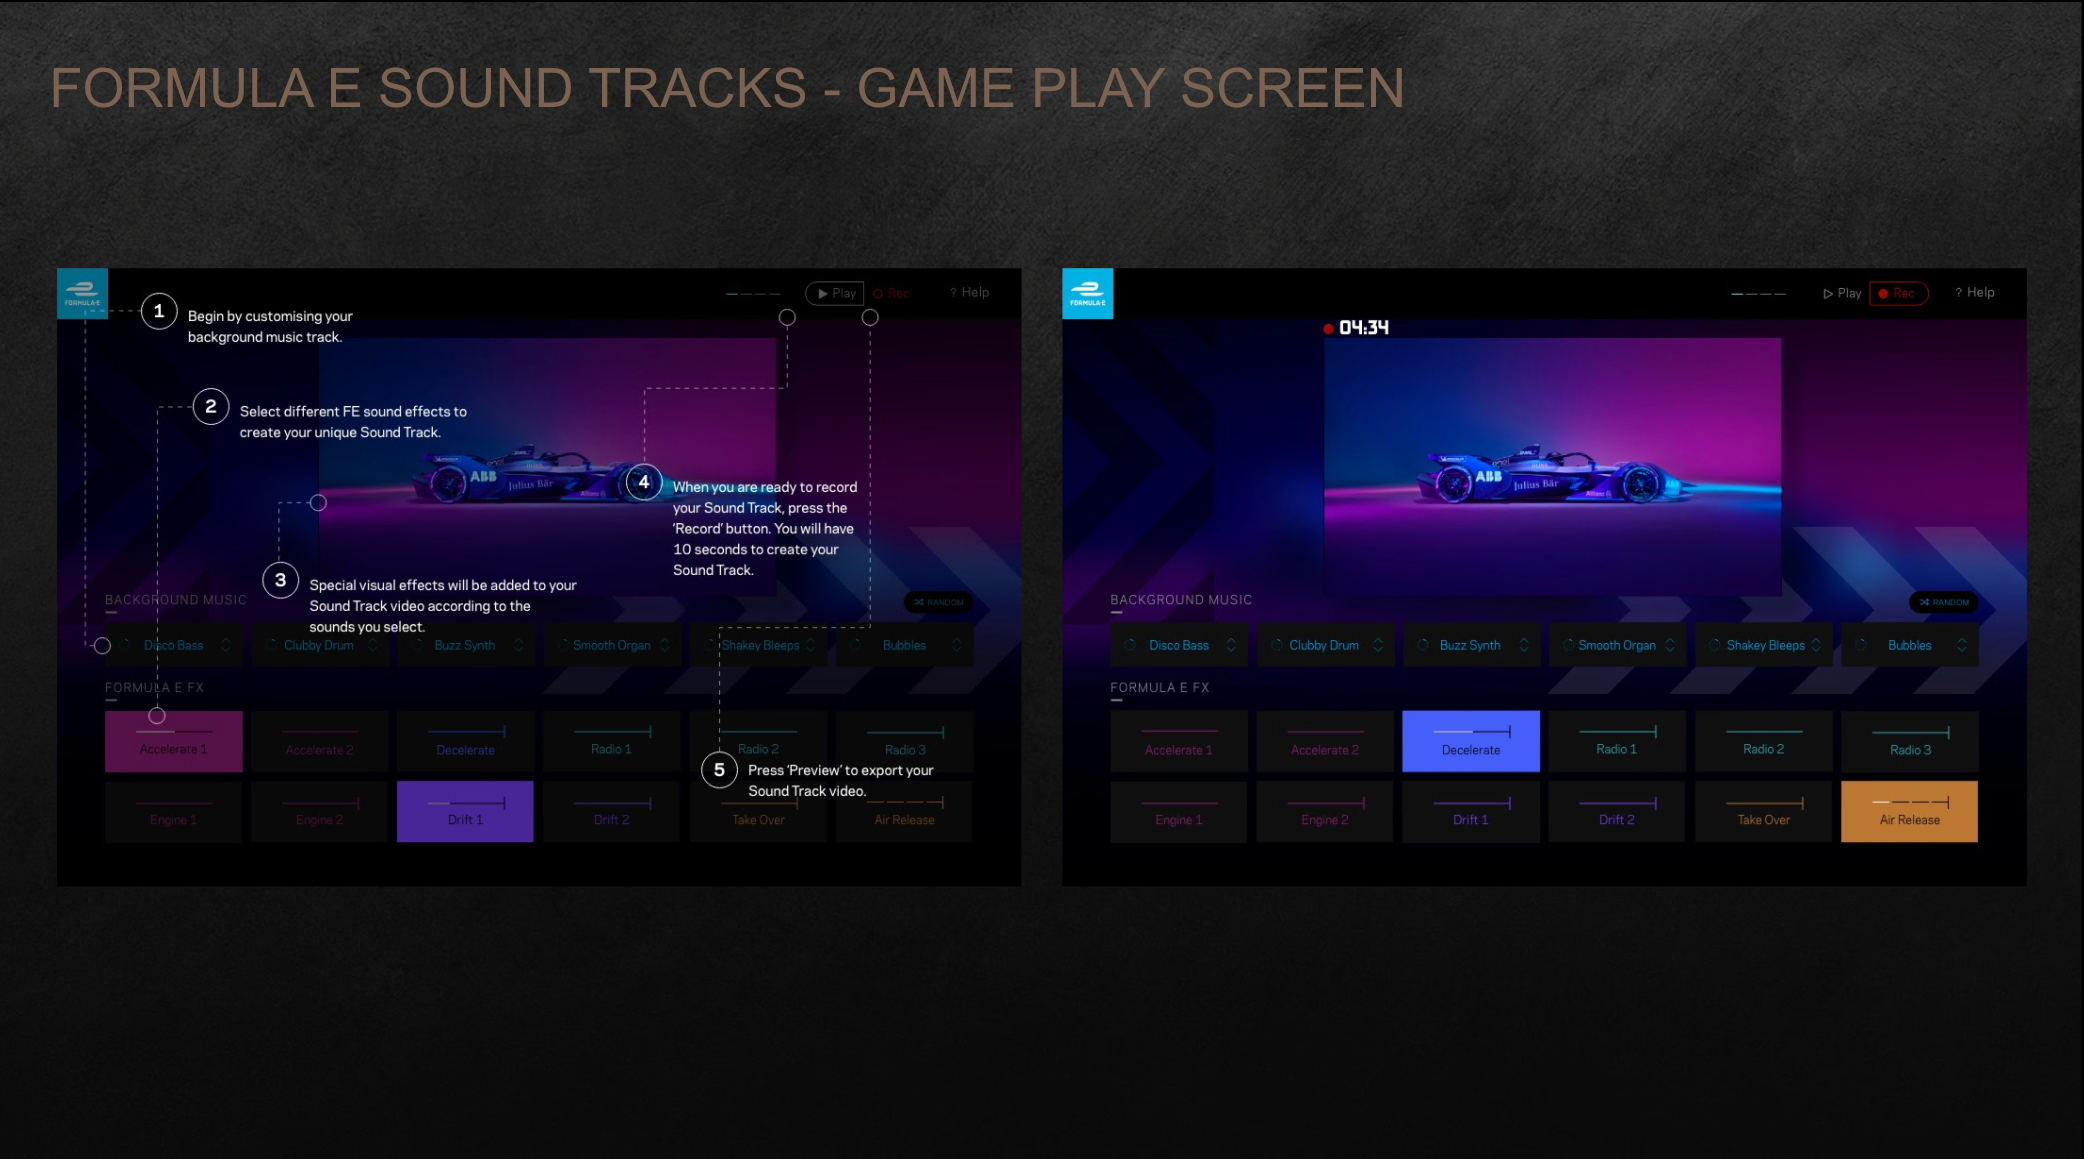 FORMULA E SOUND TRACKS - GAME PLAY SCREEN
FORMULA-E
Play
Rec
? Help
1
Begin by customising your
background music track.
2
Select different FE sound effects to
create your unique Sound Track.
ABB
Julius Bär
Allianz
4
When you are ready to record
your Sound Track, press the
'Record' button. You will have
10 seconds to create your
Sound Track.
3
Special visual effects will be added to your
Sound Track video according to the
sounds you select.
BACKGROUND MUSIC
RANDOM
Disco Bass
Clubby Drum
Buzz Synth
Smooth Organ
Shakey Bleeps
Bubbles
FORMULA E FX
Accelerate 1
Accelerate 2
Decelerate
Radio 1
Radio 2
Radio 3
5
Press 'Preview' to export your
Sound Track video.
Engine 1
Engine 2
Drift 1
Drift 2
Take Over
Air Release
FORMULA-E
Play
Rec
? Help
04:34
ABB
Julius Bär
Allianz
BACKGROUND MUSIC
RANDOM
Disco Bass
Clubby Drum
Buzz Synth
Smooth Organ
Shakey Bleeps
Bubbles
FORMULA E FX
Accelerate 1
Accelerate 2
Decelerate
Radio 1
Radio 2
Radio 3
Engine 1
Engine 2
Drift 1
Drift 2
Take Over
Air Release